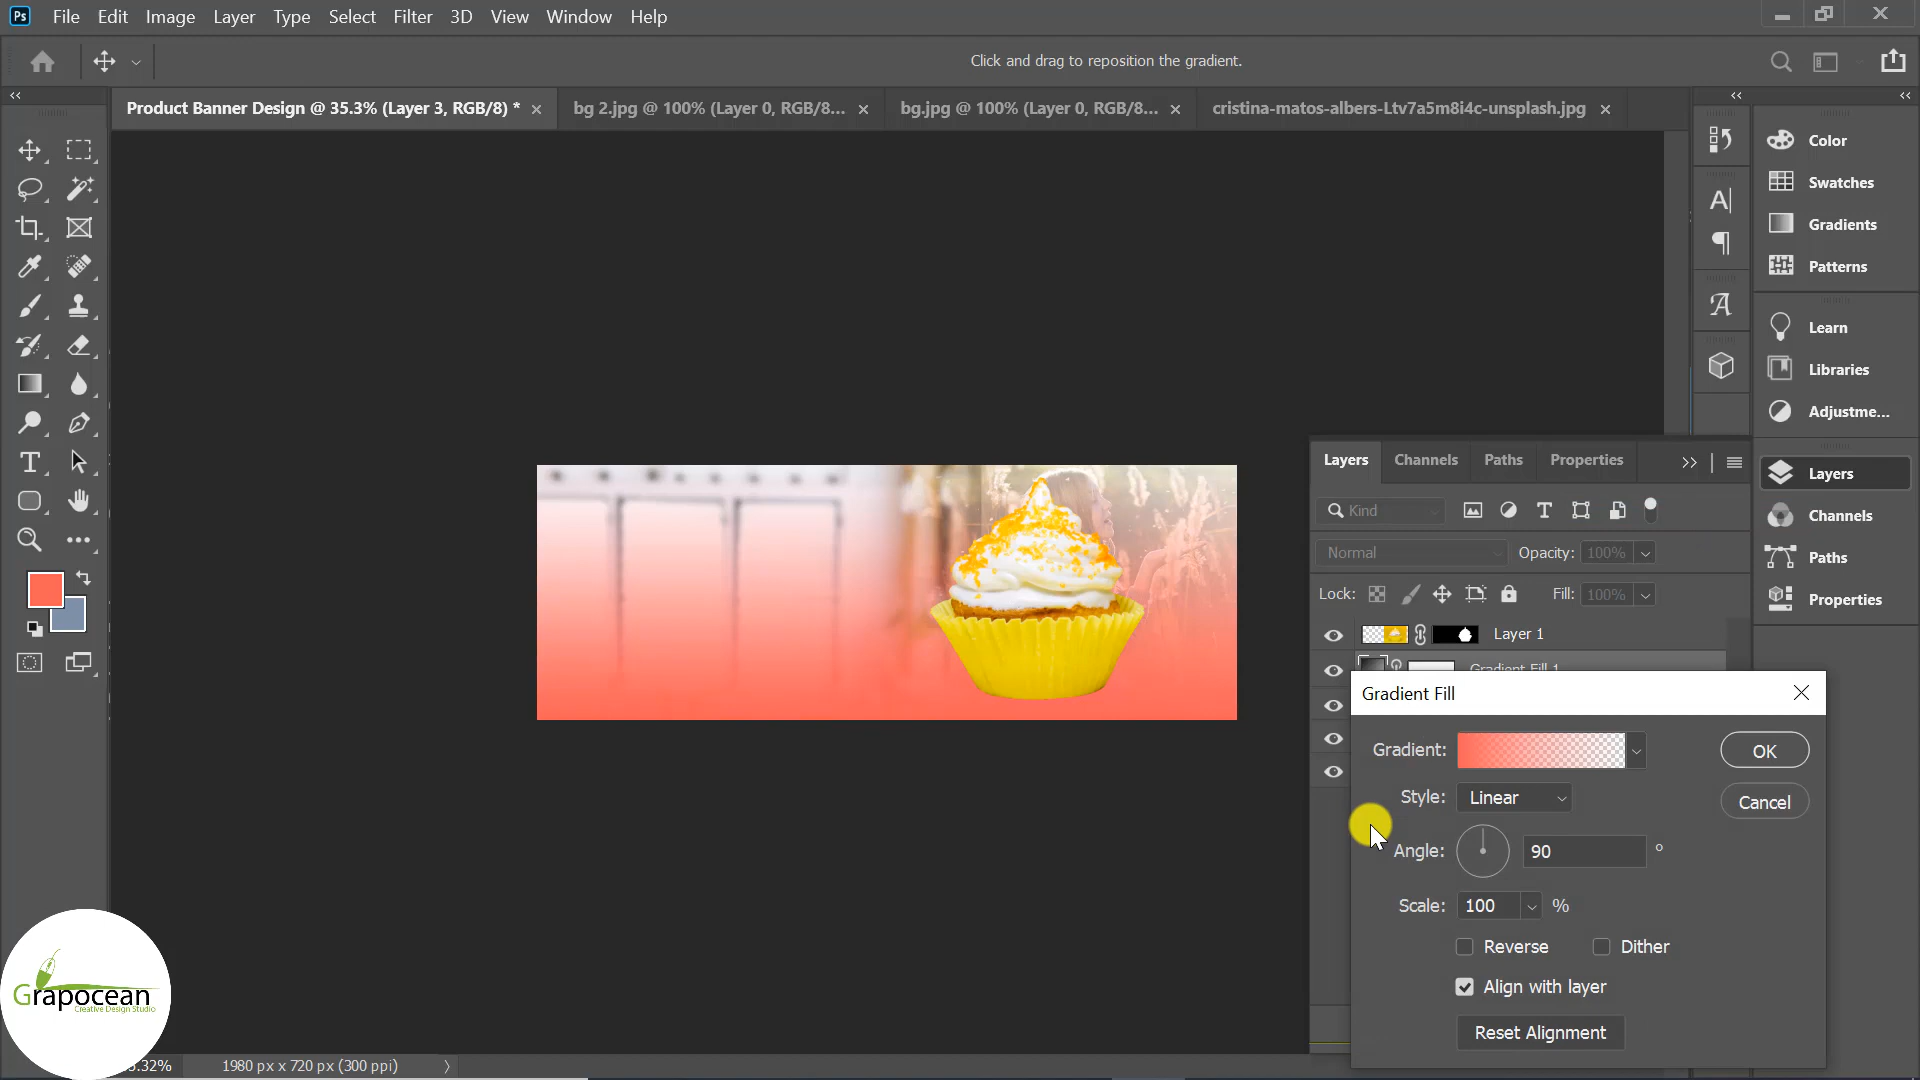 Ps File Edit Image Layer Type Select Filter 3D View Window Help
Click and drag to reposition the gradient.
Product Banner Design @ 35.3% (Layer 3, RGB/8) *
bg 2.jpg @ 100% (Layer 0, RGB/8...
bg.jpg @ 100% (Layer 0, RGB/8...
cristina-matos-albers-Ltv7a5m8i4c-unsplash.jpg
Color
Swatches
Gradients
Patterns
Learn
Libraries
Adjustme...
Layers
Channels
Paths
Properties
Layers Channels Paths Properties
Kind
Normal Opacity: 100%
Lock: Fill: 100%
Layer 1
Gradient Fill 1
Gradient Fill
Gradient: OK
Style: Linear Cancel
Angle: 90 °
Scale: 100 %
Reverse Dither
Align with layer
Reset Alignment
Grapocean
Creative Design Studio
5.32% 1980 px x 720 px (300 ppi)